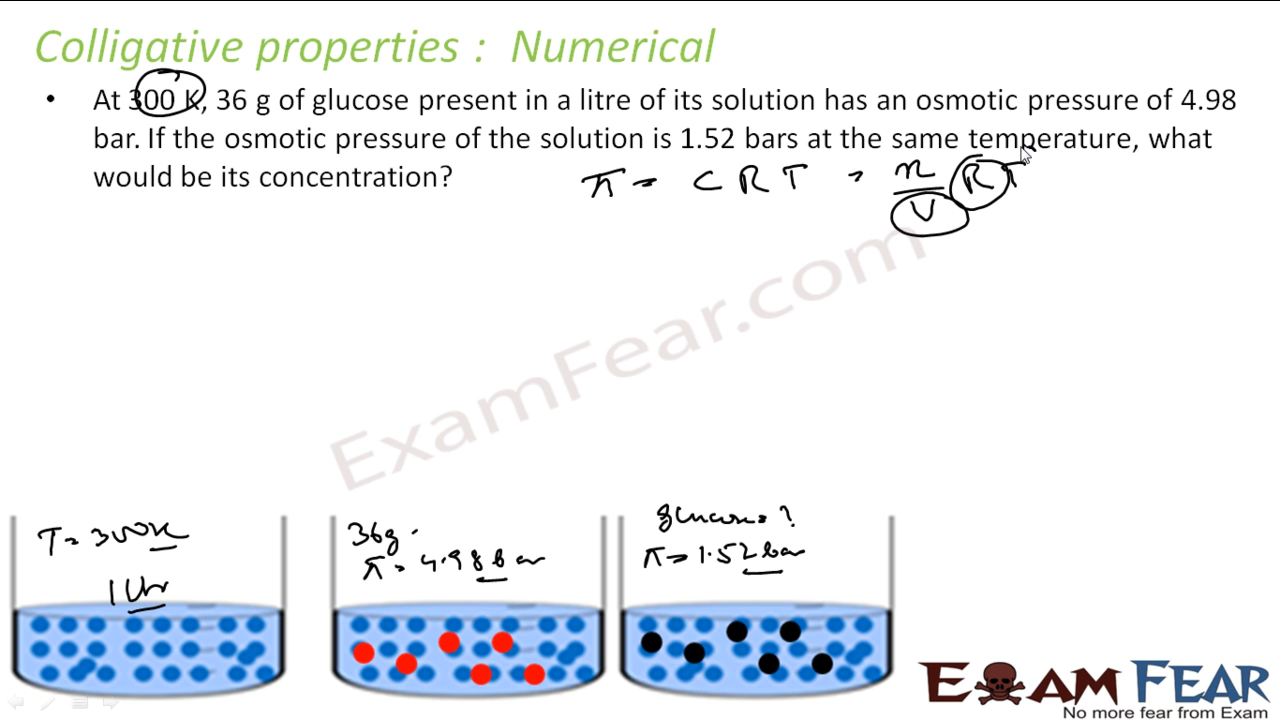 Colligative properties : Numerical
• At 300 K, 36 g of glucose present in a litre of its solution has an osmotic pressure of 4.98
bar. If the osmotic pressure of the solution is 1.52 bars at the same temperature, what
would be its concentration?
π = C R T = n/V R T
ExamFear.com
T = 300K
1 ltr
36g
π = 4.98 bar
glucose = ?
π = 1.52 bar
EXAM FEAR
No more fear from Exam